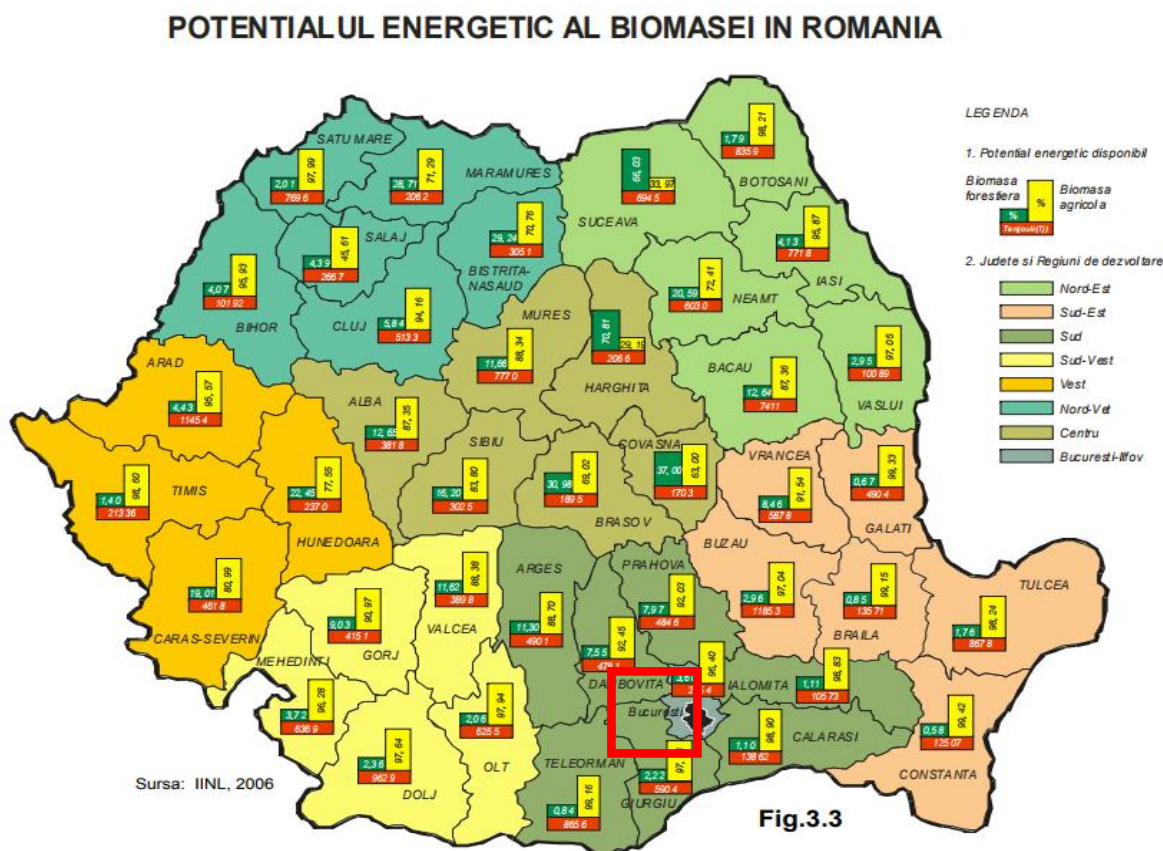 POTENTIALUL ENERGETIC AL BIOMASEI IN ROMANIA
LEGENDA
1. Potential energetic disponibil
Biomasa forestiera
%
%
Biomasa agricola
Terajouli(Tj)
2. Judete si Regiuni de dezvoltare
Nord-Est
Sud-Est
Sud
Sud-Vest
Vest
Nord-Vet
Centru
Bucuresti-Ilfov
SATU MARE
2,01
97,99
769 6
MARAMURES
28,71
71,29
206 2
SUCEAVA
66,03
33,97
694 5
BOTOSANI
1,79
98,21
835 9
SALAJ
4,39
45,61
266 7
BISTRITA-
NASAUD
29,24
70,76
305 1
IASI
4,13
95,87
771 8
BIHOR
4,07
95,93
101 92
CLUJ
5,84
94,16
513 3
MURES
11,66
88,34
777 0
HARGHITA
70,81
29,19
206 6
NEAMT
20,59
72,41
603 0
BACAU
12,64
87,36
741 1
VASLUI
2,95
97,05
100 89
ARAD
4,43
95,57
1145 4
ALBA
12,65
87,35
381 8
SIBIU
16,20
83,80
302 5
BRASOV
30,98
69,02
189 5
COVASNA
37,00
63,00
170 3
VRANCEA
8,46
91,54
587 8
GALATI
0,67
99,33
490 4
TIMIS
1,40
98,60
213 36
HUNEDOARA
22,45
77,55
237 0
CARAS-SEVERIN
19,01
80,99
461 8
GORJ
9,03
90,97
415 1
VALCEA
11,62
88,38
389 8
ARGES
11,30
88,70
490 1
PRAHOVA
7,97
92,03
484 6
BUZAU
2,96
97,04
1185 3
BRAILA
0,85
99,15
135 71
TULCEA
1,76
98,24
867 8
MEHEDINTI
3,72
96,28
636 9
DOLJ
2,36
97,64
962 9
OLT
2,06
97,94
625 5
DAMBOVITA
7,55
92,45
96,40
Bucuresti
IALOMITA
1,11
98,83
105 73
CALARASI
1,10
98,90
138 62
CONSTANTA
0,58
99,42
125 07
TELEORMAN
0,84
99,16
865 6
GIURGIU
2,22
590 4
Sursa: IINL, 2006
Fig.3.3